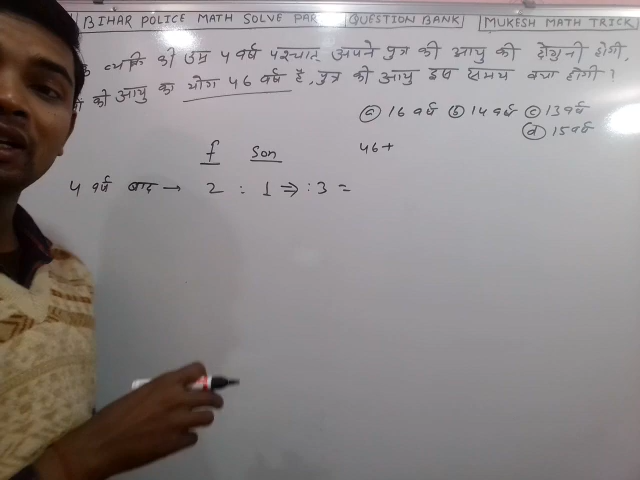 BIHAR POLICE MATH SOLVE PAR QUESTION BANK MUKESH MATH TRICK
व्यक्ति की उम्र 4 वर्ष पश्चात् अपने पुत्र की आयु की दोगुनी होगी,
की आयु का योग 46 वर्ष है, पुत्र की आयु इस समय क्या होगी ?
(a) 16 वर्ष (b) 14 वर्ष (c) 13 वर्ष
(d) 15 वर्ष
f Son 46+
4 वर्ष बाद → 2 : 1 ⇒ : 3 =